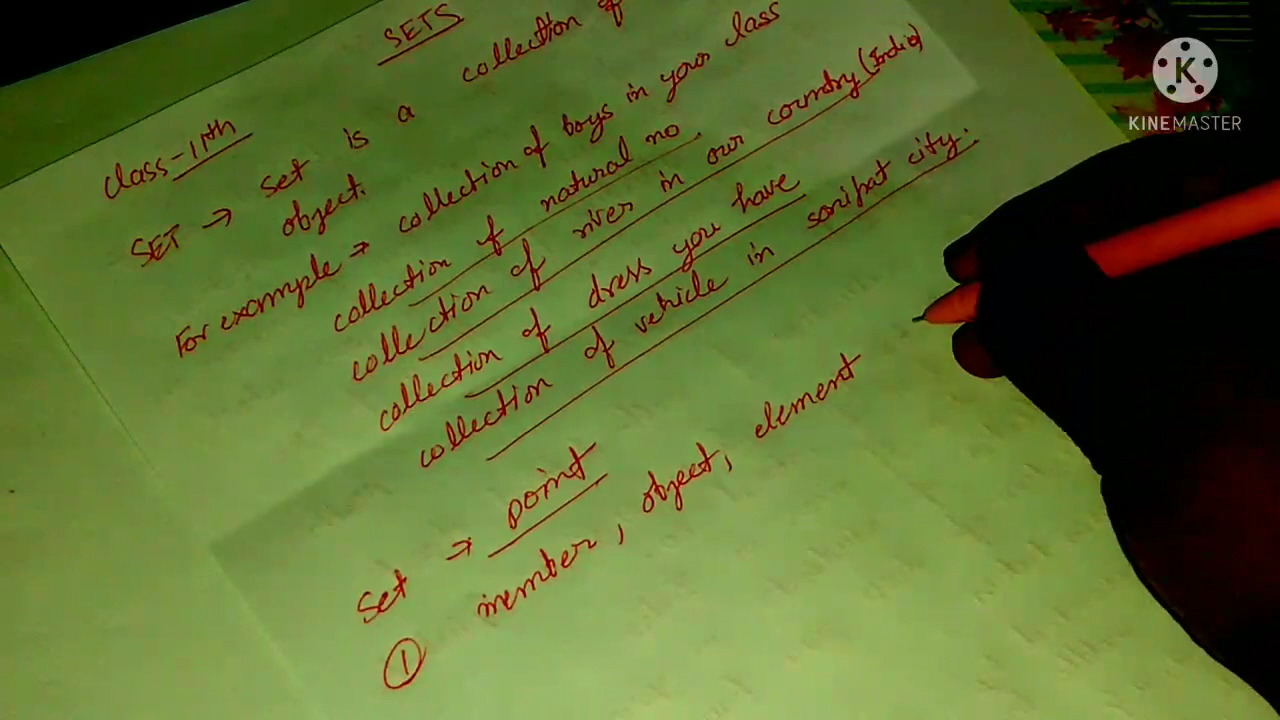 SETS
class-11th
SET → set is a collection of
object.
For example → collection of boys in your class
collection of natural no.
collection of river in our country (India)
collection of dress you have
collection of vehicle in sonipat city.
Set → point
① member, object, element
K
KINEMASTER